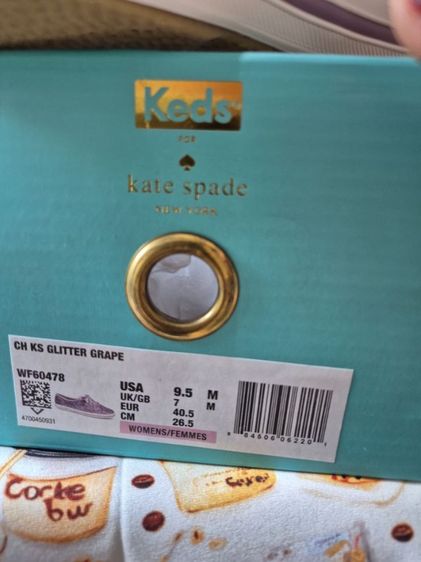 Keds
FOR
kate spade
NEW YORK
CH KS GLITTER GRAPE
WF60478
USA 9.5 M
UK/GB 7 M
EUR 40.5
CM 26.5
WOMENS/FEMMES
4700450931